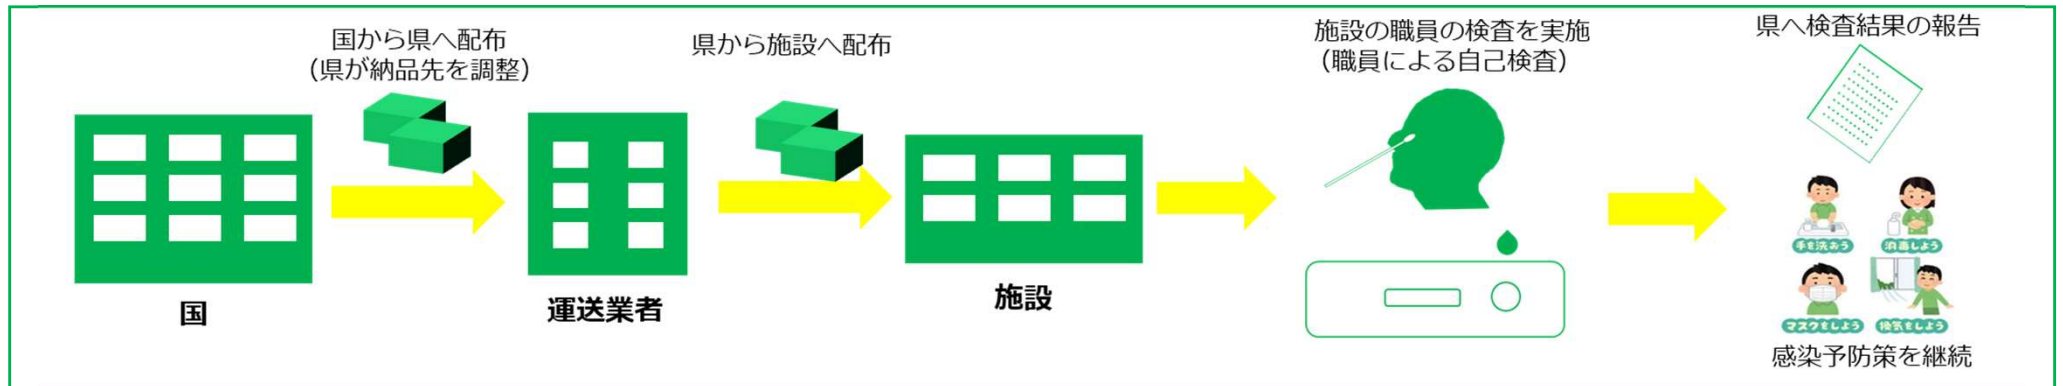 国から県へ配布
(県が納品先を調整)
県から施設へ配布
施設の職員の検査を実施
(職員による自己検査)
県へ検査結果の報告
国
運送業者
施設
手を洗おう
消毒しよう
マスクをしよう
換気をしよう
感染予防策を継続